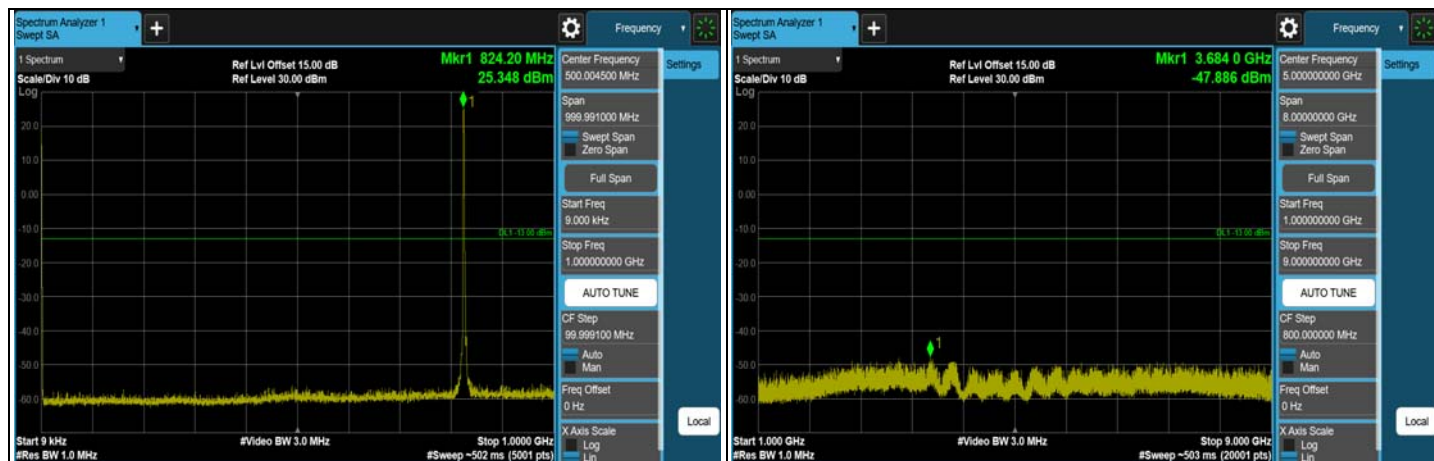 Spectrum Analyzer 1
Swept SA
Frequency
1 Spectrum
Scale/Div 10 dB
Log
Ref Lvl Offset 15.00 dB
Ref Level 30.00 dBm
Mkr1 824.20 MHz
25.348 dBm
1
20.0
10.0
0.00
-10.0
-20.0
-30.0
-40.0
-50.0
-60.0
DL1 -13.00 dBm
Start 9 kHz
#Res BW 1.0 MHz
#Video BW 3.0 MHz
Stop 1.0000 GHz
#Sweep ~502 ms (5001 pts)
Center Frequency
500.004500 MHz
Span
999.991000 MHz
Swept Span
Zero Span
Full Span
Start Freq
9.000 kHz
Stop Freq
1.000000000 GHz
AUTO TUNE
CF Step
99.999100 MHz
Auto
Man
Freq Offset
0 Hz
X Axis Scale
Log
Lin
Settings
Local
Spectrum Analyzer 1
Swept SA
Frequency
1 Spectrum
Scale/Div 10 dB
Log
Ref Lvl Offset 15.00 dB
Ref Level 30.00 dBm
Mkr1 3.684 0 GHz
-47.886 dBm
1
20.0
10.0
0.00
-10.0
-20.0
-30.0
-40.0
-50.0
-60.0
DL1 -13.00 dBm
Start 1.000 GHz
#Res BW 1.0 MHz
#Video BW 3.0 MHz
Stop 9.000 GHz
#Sweep ~503 ms (20001 pts)
Center Frequency
5.000000000 GHz
Span
8.00000000 GHz
Swept Span
Zero Span
Full Span
Start Freq
1.000000000 GHz
Stop Freq
9.000000000 GHz
AUTO TUNE
CF Step
800.000000 MHz
Auto
Man
Freq Offset
0 Hz
X Axis Scale
Log
Lin
Settings
Local